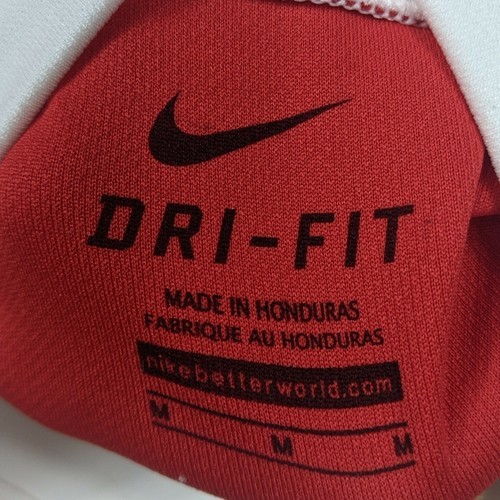 DRI-FIT
MADE IN HONDURAS
FABRIQUE AU HONDURAS
nikebetterworld.com
M M M